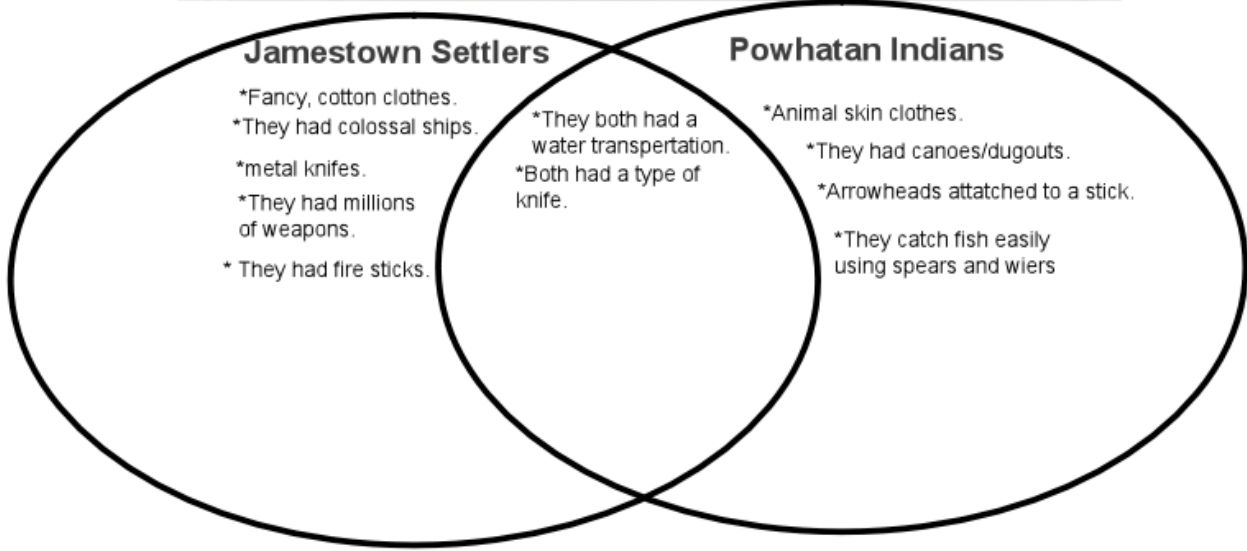 Jamestown Settlers
*Fancy, cotton clothes.
*They had colossal ships.
*metal knifes.
*They had millions
of weapons.
* They had fire sticks.
*They both had a
water transpertation.
*Both had a type of
knife.
Powhatan Indians
*Animal skin clothes.
*They had canoes/dugouts.
*Arrowheads attatched to a stick.
*They catch fish easily
using spears and wiers